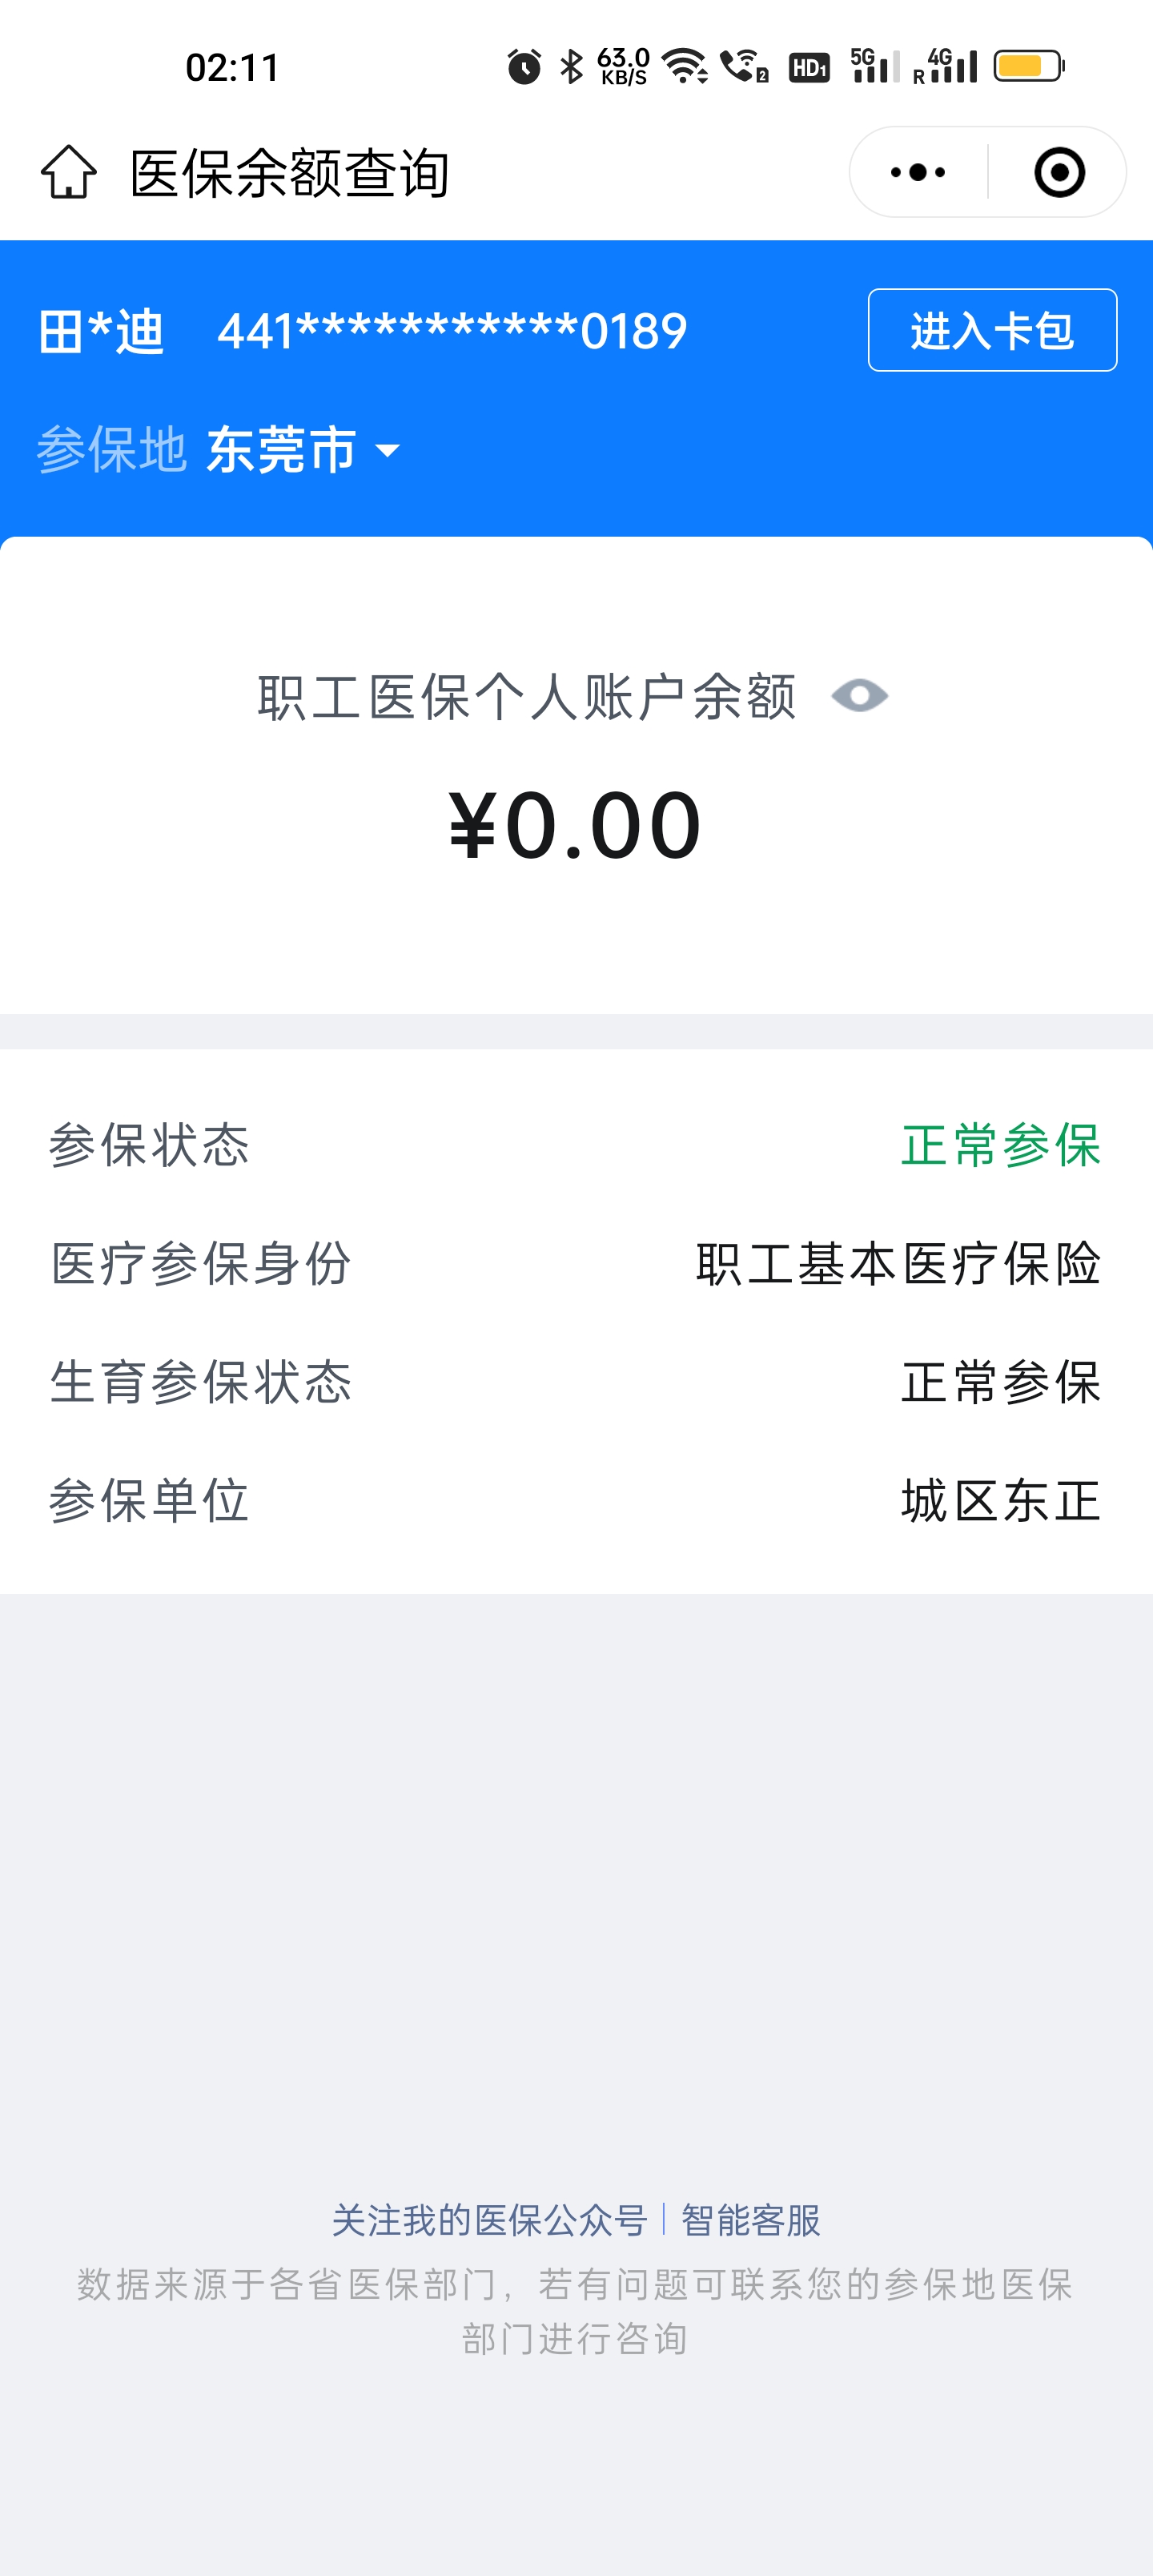 02:11 63.0 KB/S 2 HD1 5G R 4G
医保余额查询
田*迪 441***********0189 进入卡包
参保地 东莞市
职工医保个人账户余额
¥0.00
参保状态 正常参保
医疗参保身份 职工基本医疗保险
生育参保状态 正常参保
参保单位 城区东正
关注我的医保公众号 | 智能客服
数据来源于各省医保部门，若有问题可联系您的参保地医保
部门进行咨询